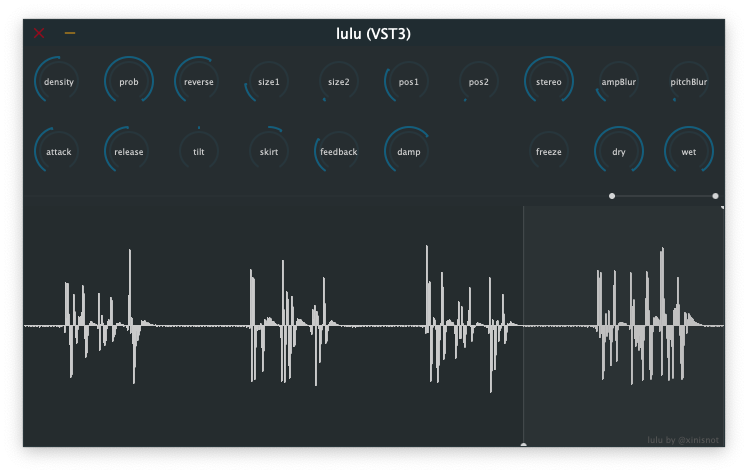 lulu (VST3)
density prob reverse size1 size2 pos1 pos2 stereo ampBlur pitchBlur
attack release tilt skirt feedback damp freeze dry wet
lulu by @xinisnot